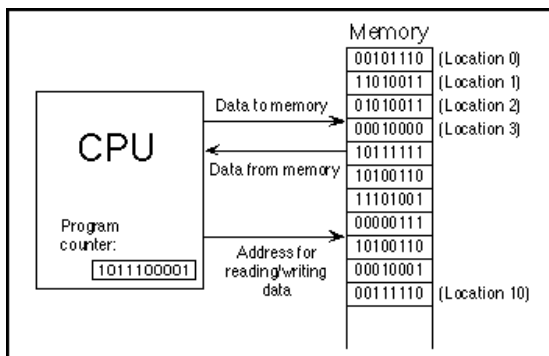 Memory
00101110 (Location 0)
11010011 (Location 1)
Data to memory
01010011 (Location 2)
00010000 (Location 3)
CPU
10111111
Data from memory
10100110
11101001
Program
counter:
00000111
1011100001
Address for
reading/writing
data
10100110
00010001
00111110 (Location 10)